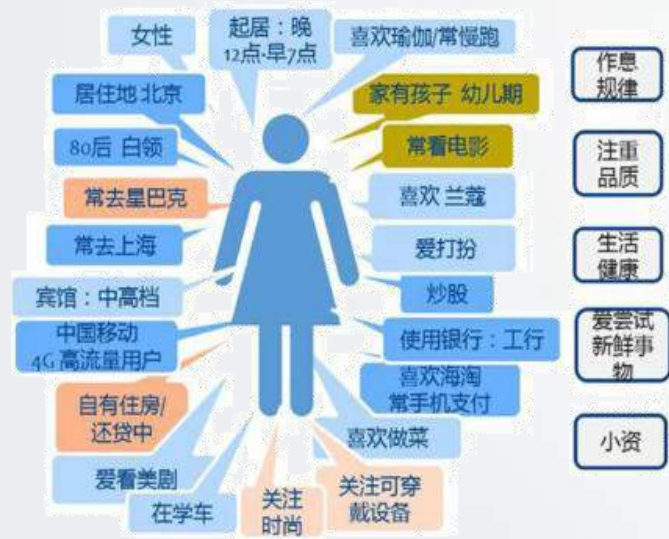 女性
起居：晚
12点-早7点
喜欢瑜伽/常慢跑
居住地 北京
家有孩子 幼儿期
80后 白领
常看电影
常去星巴克
喜欢 兰蔻
常去上海
爱打扮
宾馆：中高档
炒股
中国移动
4G 高流量用户
使用银行：工行
自有住房/
还贷中
喜欢海淘
常手机支付
爱看美剧
喜欢做菜
在学车
关注
时尚
关注可穿
戴设备
作息
规律
注重
品质
生活
健康
爱尝试
新鲜事
物
小资